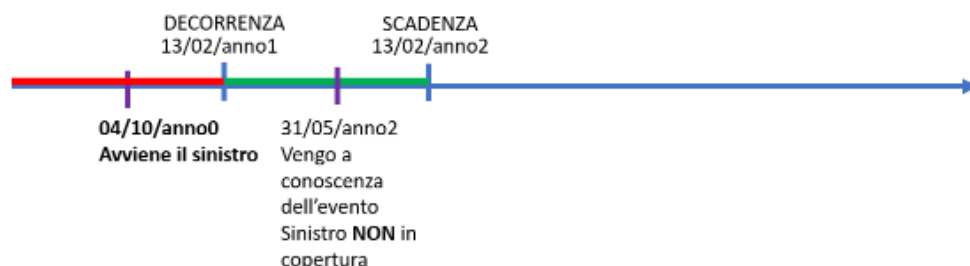 DECORRENZA
13/02/anno1
SCADENZA
13/02/anno2
04/10/anno0
Avviene il sinistro
31/05/anno2
Vengo a
conoscenza
dell'evento
Sinistro NON in
copertura